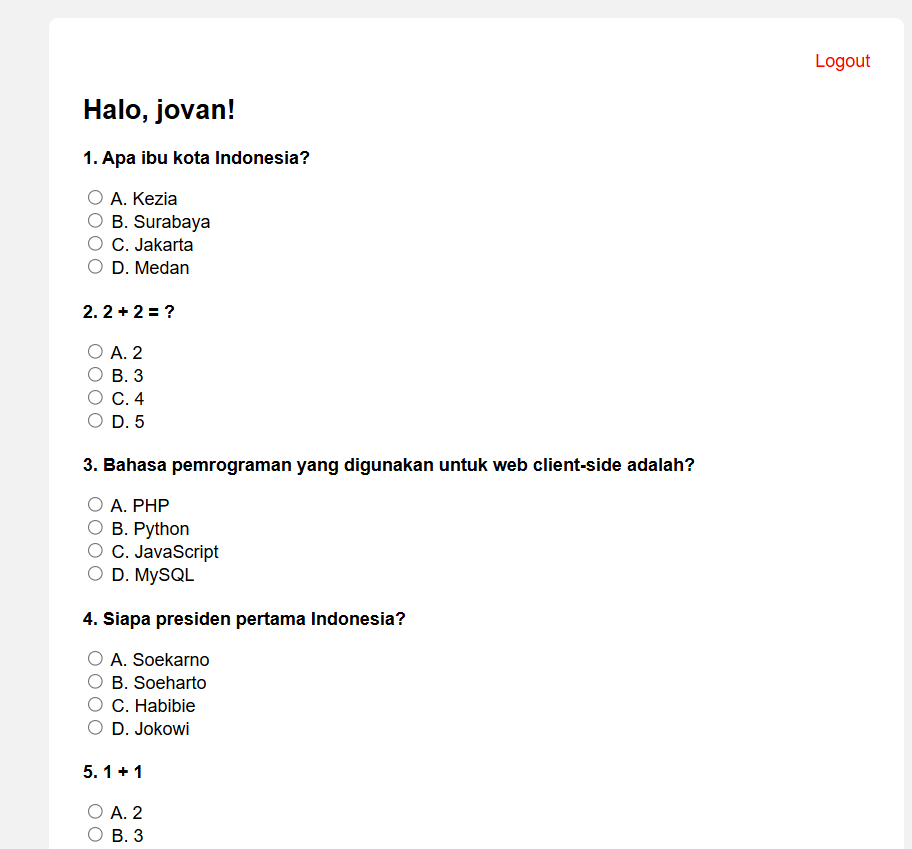 Logout
Halo, jovan!
1. Apa ibu kota Indonesia?
A. Kezia
B. Surabaya
C. Jakarta
D. Medan
2. 2 + 2 = ?
A. 2
B. 3
C. 4
D. 5
3. Bahasa pemrograman yang digunakan untuk web client-side adalah?
A. PHP
B. Python
C. JavaScript
D. MySQL
4. Siapa presiden pertama Indonesia?
A. Soekarno
B. Soeharto
C. Habibie
D. Jokowi
5. 1 + 1
A. 2
B. 3